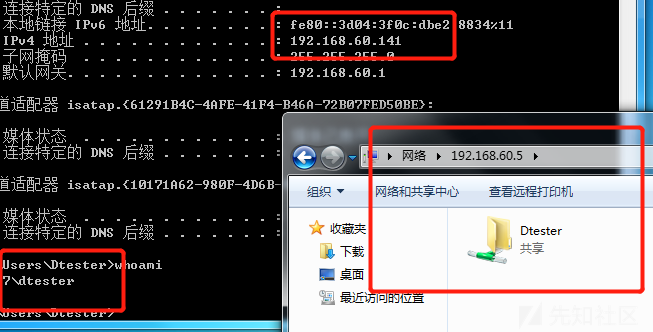 连接特定的 DNS 后缀 . . . . . . . :
本地链接 IPv6 地址. . . . . . . . : fe80::3d04:3f0c:dbe2:8834%11
IPv4 地址 . . . . . . . . . . . . : 192.168.60.141
子网掩码 . . . . . . . . . . . . : 255.255.255.0
默认网关. . . . . . . . . . . . . : 192.168.60.1
道适配器 isatap.{61291B4C-4AFE-41F4-B46A-72B07FED50BE}:
媒体状态 . . . . . . . . . . . . :
连接特定的 DNS 后缀 . . . . . . . :
道适配器 isatap.{10171A62-980F-4D6B-
媒体状态 . . . . . . . . . . . . :
连接特定的 DNS 后缀 . . . . . . . :
Users\Dtester>whoami
7\dtester
Users\Dtester>
网络 192.168.60.5
组织 网络和共享中心 查看远程打印机
收藏夹
下载
桌面
最近访问的位置
Dtester
共享
先知社区